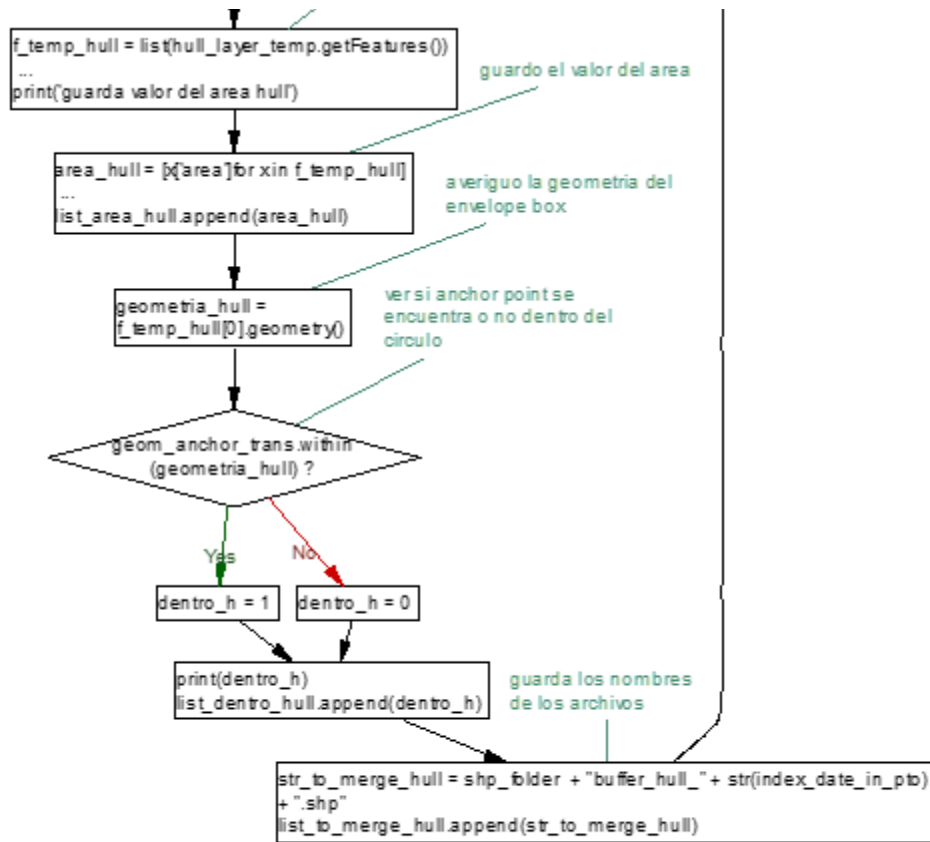 f_temp_hull = list(hull_layer_temp.getFeatures())
...
print('guarda valor del area hull')
guardo el valor del area
area_hull = [x['area']for x in f_temp_hull]
...
list_area_hull.append(area_hull)
averiguo la geometria del
envelope box
geometria_hull =
f_temp_hull[0].geometry()
ver si anchor point se
encuentra o no dentro del
circulo
geom_anchor_trans.within
(geometria_hull) ?
Yes
No
dentro_h = 1
dentro_h = 0
print(dentro_h)
list_dentro_hull.append(dentro_h)
guarda los nombres
de los archivos
str_to_merge_hull = shp_folder + "buffer_hull_" + str(index_date_in_pto)
+ ".shp"
list_to_merge_hull.append(str_to_merge_hull)